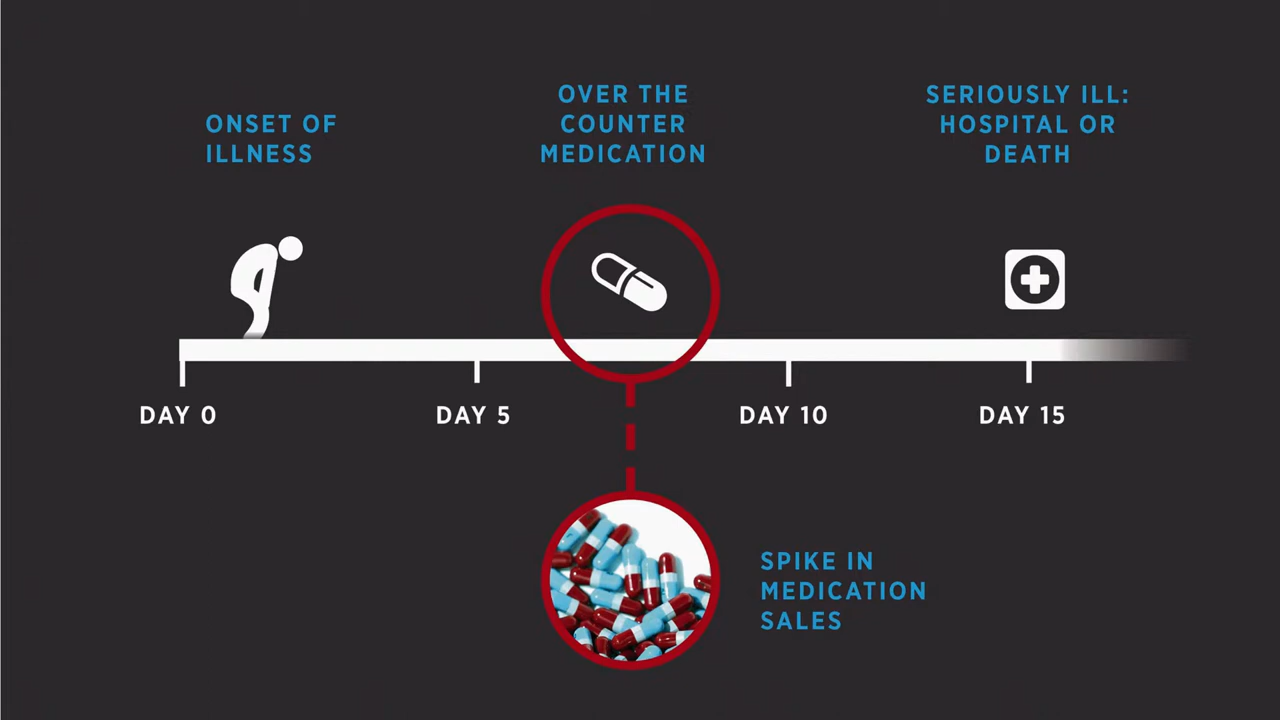 ONSET OF
ILLNESS
OVER THE
COUNTER
MEDICATION
SERIOUSLY ILL:
HOSPITAL OR
DEATH
DAY 0
DAY 5
DAY 10
DAY 15
SPIKE IN
MEDICATION
SALES